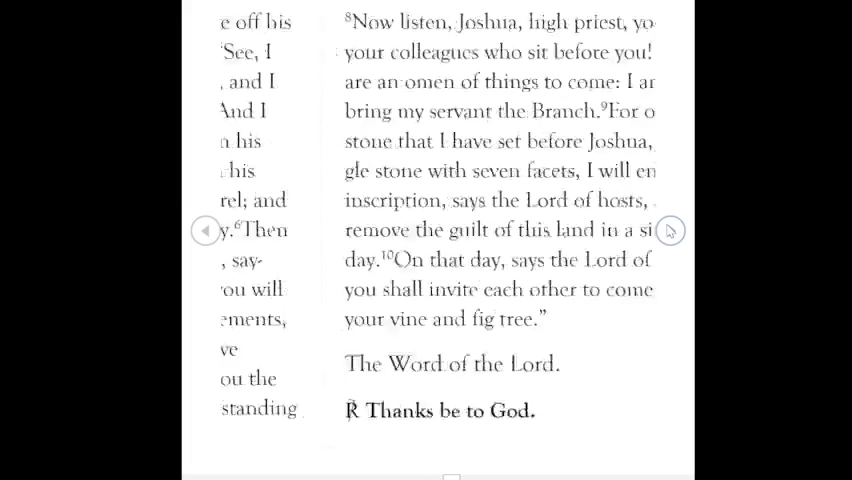 e off his
"See, I
, and I
And I
n his
his
rel; and
y.⁶Then
, say-
you will
ements,
ve
ou the
standing
⁸Now listen, Joshua, high priest, yo
your colleagues who sit before you!
are an omen of things to come: I ar
bring my servant the Branch.⁹For o
stone that I have set before Joshua,
gle stone with seven facets, I will en
inscription, says the Lord of hosts,
remove the guilt of this land in a si
day.¹⁰On that day, says the Lord of
you shall invite each other to come
your vine and fig tree."
The Word of the Lord.
R Thanks be to God.